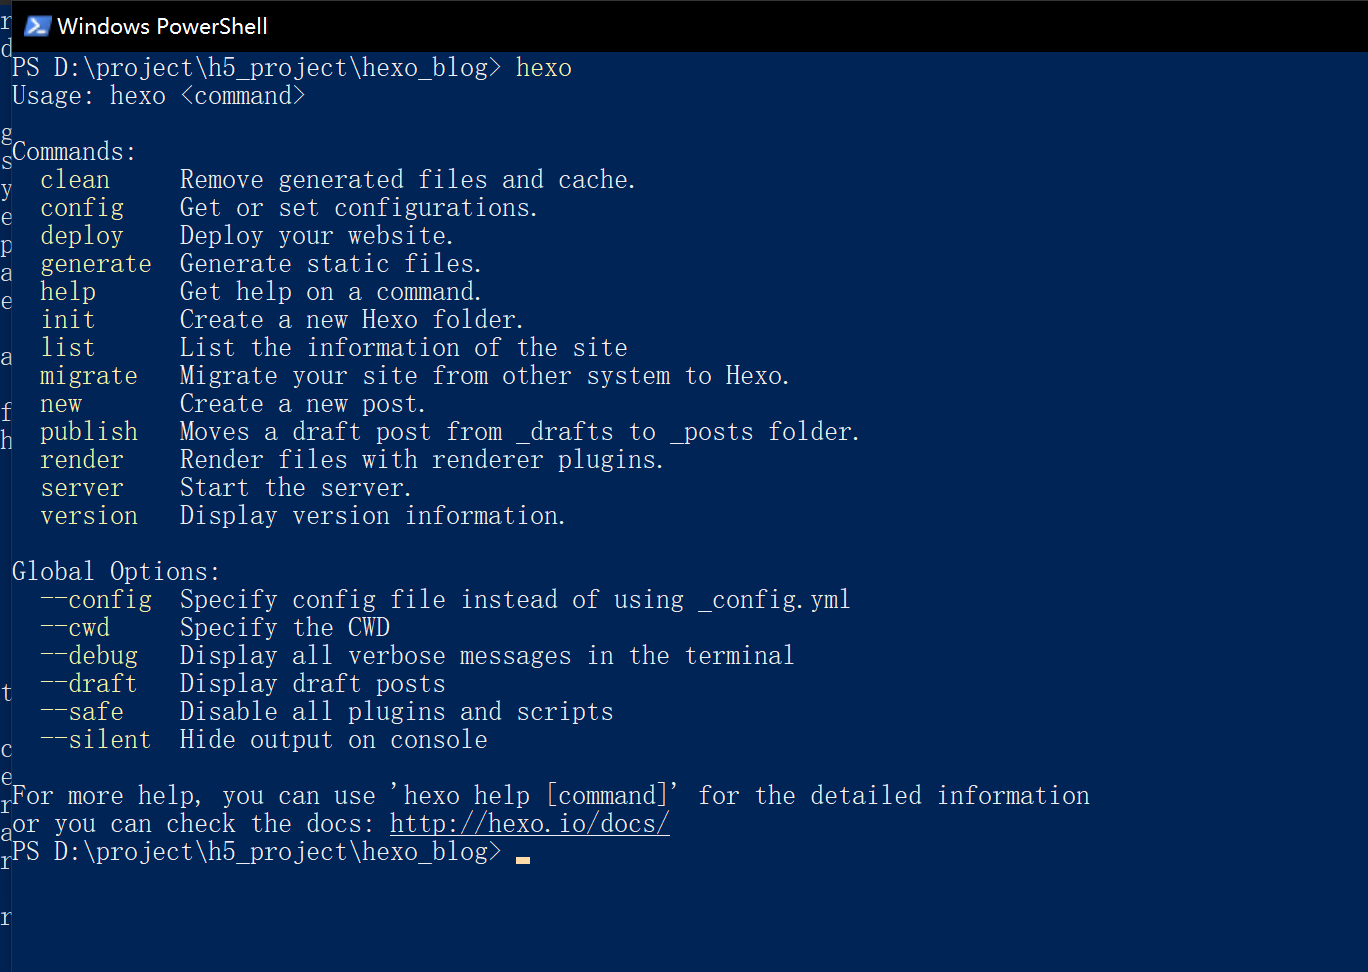 Windows PowerShell
PS D:\project\h5_project\hexo_blog> hexo
Usage: hexo <command>
Commands:
clean Remove generated files and cache.
config Get or set configurations.
deploy Deploy your website.
generate Generate static files.
help Get help on a command.
init Create a new Hexo folder.
list List the information of the site
migrate Migrate your site from other system to Hexo.
new Create a new post.
publish Moves a draft post from _drafts to _posts folder.
render Render files with renderer plugins.
server Start the server.
version Display version information.
Global Options:
--config Specify config file instead of using _config.yml
--cwd Specify the CWD
--debug Display all verbose messages in the terminal
--draft Display draft posts
--safe Disable all plugins and scripts
--silent Hide output on console
For more help, you can use 'hexo help [command]' for the detailed information
or you can check the docs: http://hexo.io/docs/
PS D:\project\h5_project\hexo_blog>